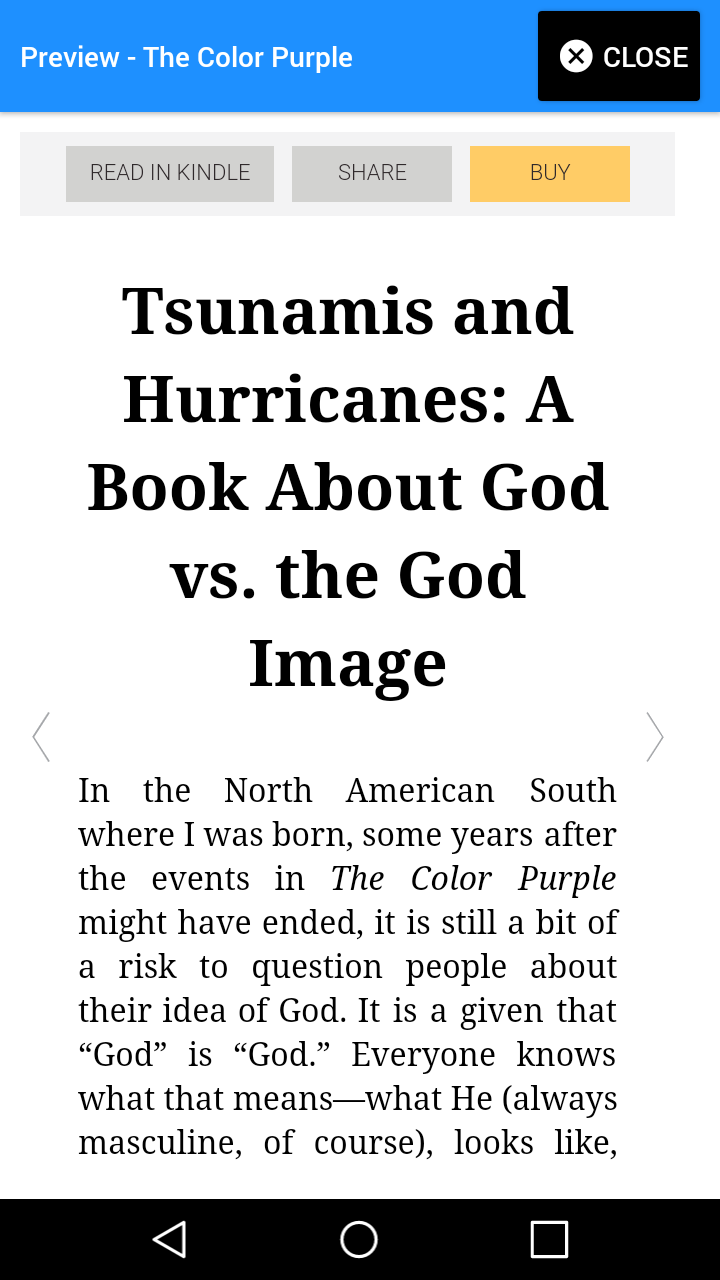 Preview - The Color Purple
CLOSE
READ IN KINDLE
SHARE
BUY
Tsunamis and
Hurricanes: A
Book About God
vs. the God
Image
In the North American South
where I was born, some years after
the events in The Color Purple
might have ended, it is still a bit of
a risk to question people about
their idea of God. It is a given that
“God” is “God.” Everyone knows
what that means—what He (always
masculine, of course), looks like,